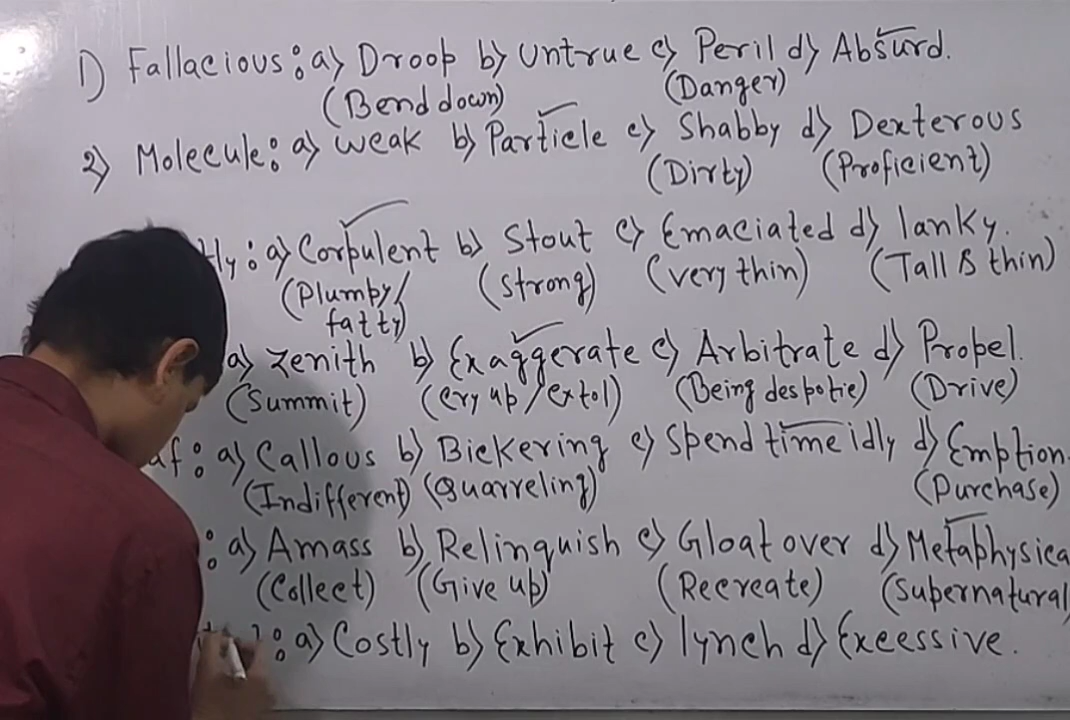 1) Fallacious : a) Droop b) Untrue c) Peril d) Absurd.
(Bend down) (Danger)
2) Molecule : a) Weak b) Particle c) Shabby d) Dexterous
(Dirty) (Proficient)
a) Corpulent b) Stout c) Emaciated d) lanky.
(Plumpy/ (Strong) (very thin) (Tall & thin)
fatty)
a) Zenith b) Exaggerate c) Arbitrate d) Propel.
(Summit) (Cry up / extol) (Being despotic) (Drive)
a) Callous b) Bickering c) Spend time idly d) Emption.
(Indifferent) (Quarreling) (Purchase)
: a) Amass b) Relinquish c) Gloat over d) Metaphysica
(Collect) (Give up) (Recreate) (Supernatural)
: a) Costly b) Exhibit c) lynch d) Excessive.